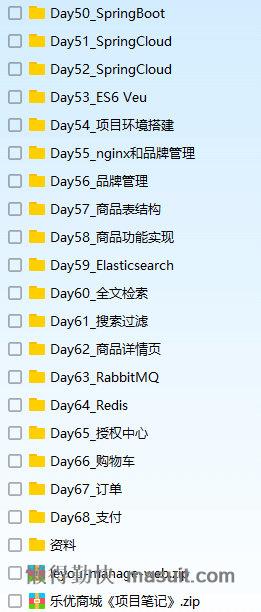 Day50_SpringBoot
Day51_SpringCloud
Day52_SpringCloud
Day53_ES6 Veu
Day54_项目环境搭建
Day55_nginx和品牌管理
Day56_品牌管理
Day57_商品表结构
Day58_商品功能实现
Day59_Elasticsearch
Day60_全文检索
Day61_搜索过滤
Day62_商品详情页
Day63_RabbitMQ
Day64_Redis
Day65_授权中心
Day66_购物车
Day67_订单
Day68_支付
资料
leyou-manage-web.zip
懒得勤快 masuit.com
乐优商城《项目笔记》.zip